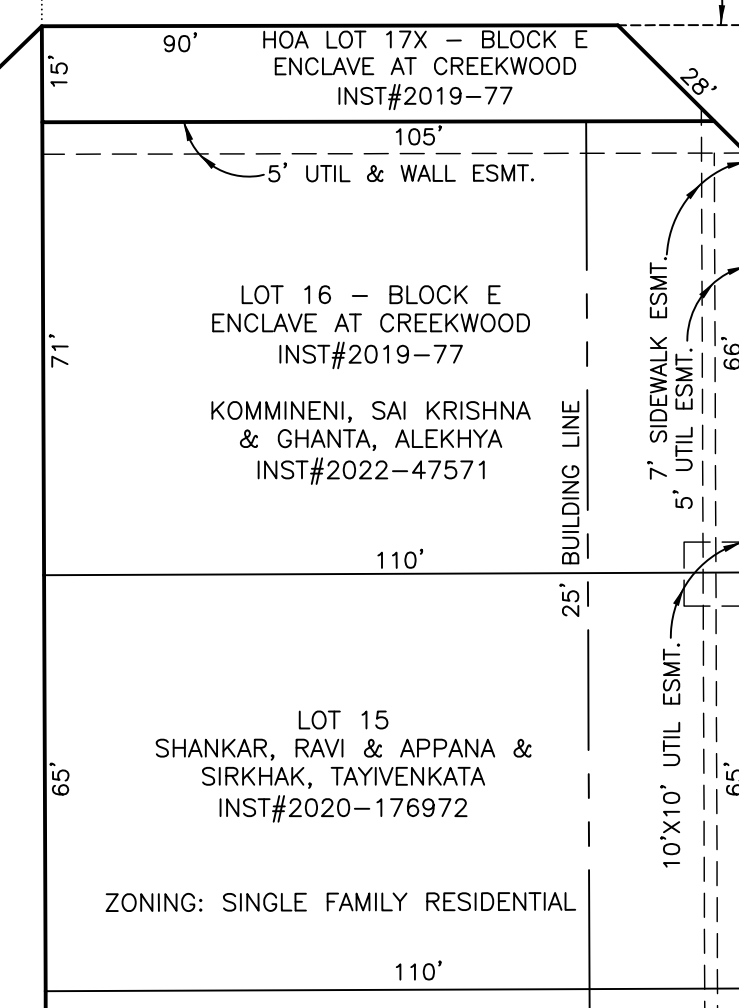 90'
HOA LOT 17X – BLOCK E
ENCLAVE AT CREEKWOOD
INST#2019–77
15'
28'
105'
5' UTIL & WALL ESMT.
LOT 16 – BLOCK E
ENCLAVE AT CREEKWOOD
INST#2019–77
KOMMINENI, SAI KRISHNA
& GHANTA, ALEKHYA
INST#2022–47571
71'
7' SIDEWALK ESMT.
5' UTIL ESMT.
66'
25' BUILDING LINE
110'
10'X10' UTIL ESMT.
LOT 15
SHANKAR, RAVI & APPANA &
SIRKHAK, TAYIVENKATA
INST#2020–176972
65'
65'
ZONING: SINGLE FAMILY RESIDENTIAL
110'